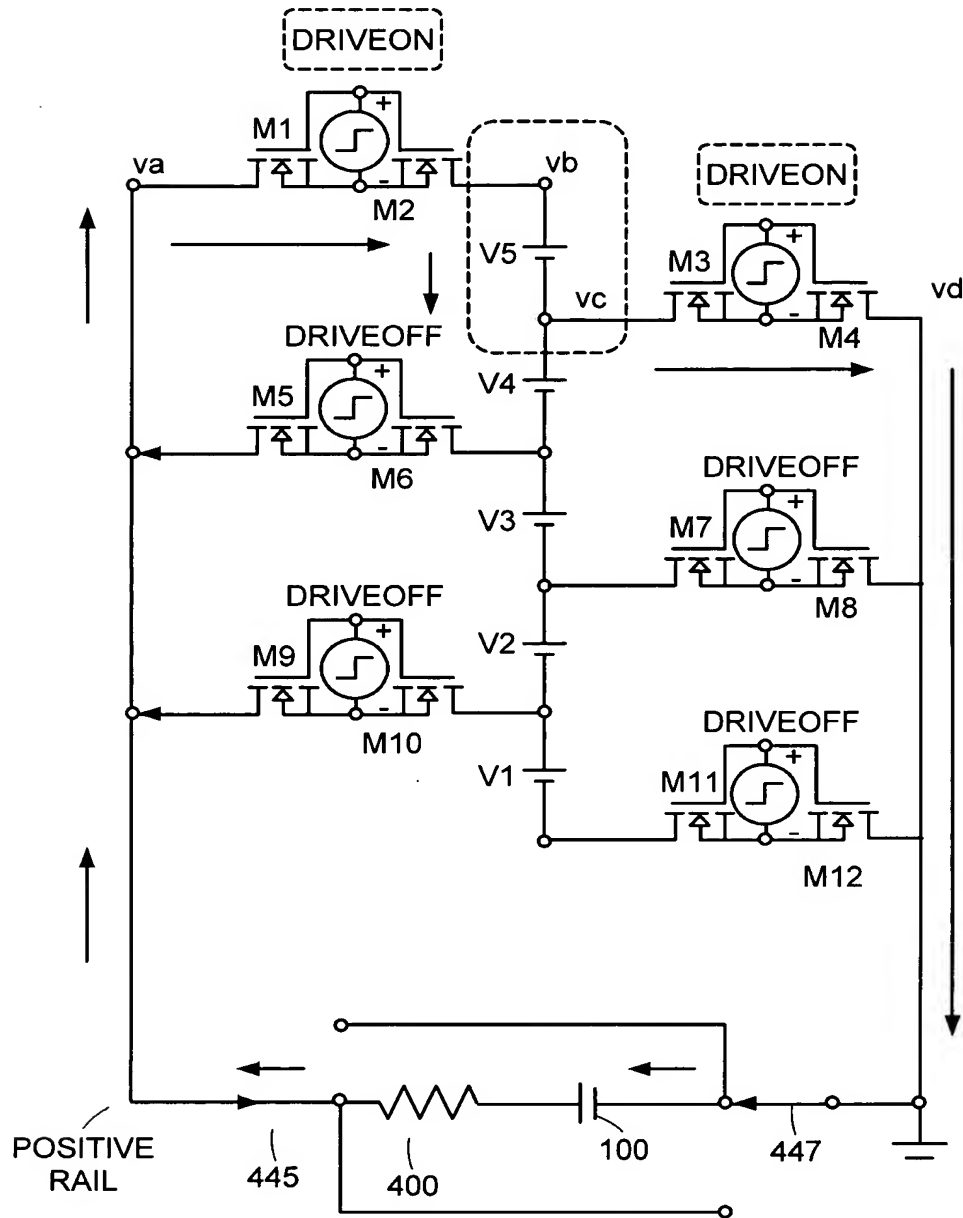 DRIVEON
M1
+
va
-
M2
vb
DRIVEON
V5
M3
+
vd
vc
-
M4
DRIVEOFF
+
V4
M5
-
M6
DRIVEOFF
V3
M7
+
DRIVEOFF
-
M8
M9
+
V2
-
M10
DRIVEOFF
V1
M11
+
-
M12
POSITIVE
RAIL
445
400
100
447